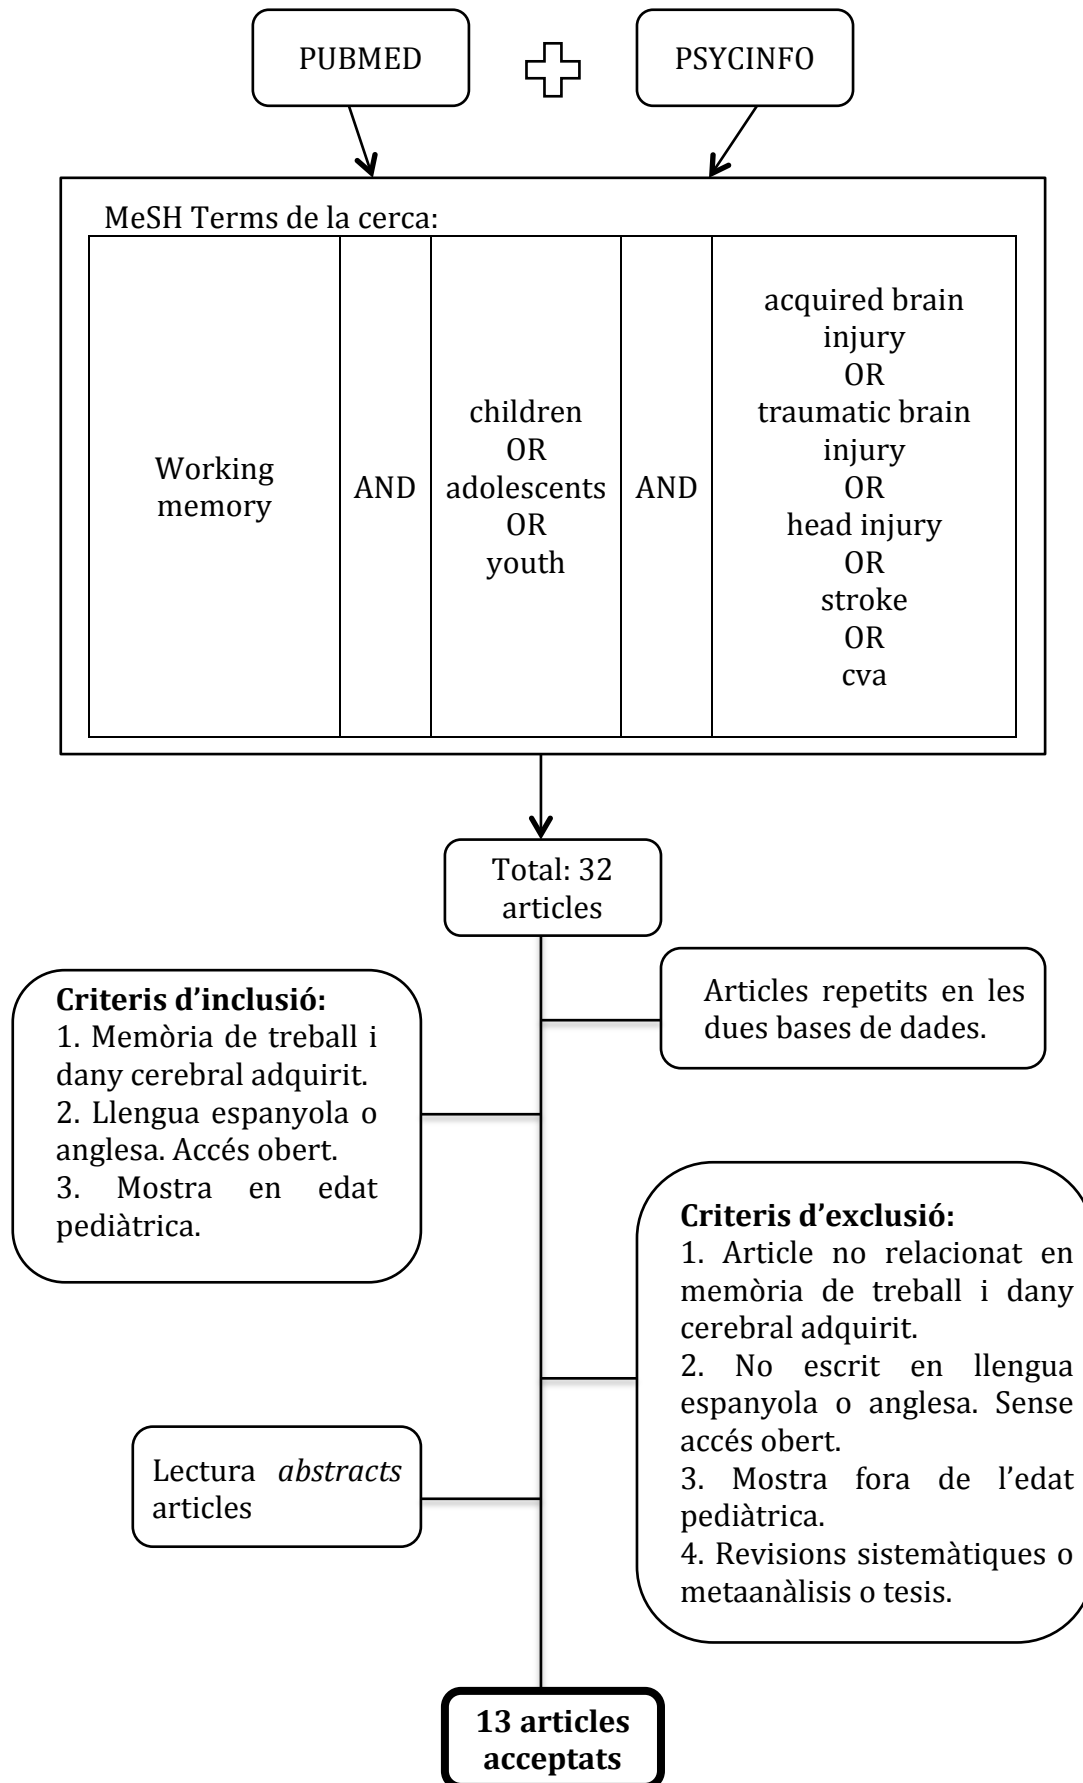 PUBMED
PSYCINFO
MeSH Terms de la cerca:
Working
memory
AND
children
OR
adolescents
OR
youth
AND
acquired brain
injury
OR
traumatic brain
injury
OR
head injury
OR
stroke
OR
cva
Total: 32
articles
Articles repetits en les
dues bases de dades.
Criteris d’inclusió:
1. Memòria de treball i
dany cerebral adquirit.
2. Llengua espanyola o
anglesa. Accés obert.
3. Mostra en edat
pediàtrica.
Criteris d’exclusió:
1. Article no relacionat en
memòria de treball i dany
cerebral adquirit.
2. No escrit en llengua
espanyola o anglesa. Sense
accés obert.
3. Mostra fora de l’edat
pediàtrica.
4. Revisions sistemàtiques o
metaanàlisis o tesis.
Lectura abstracts
articles
13 articles
acceptats